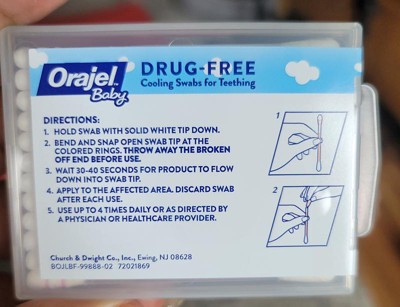 Orajel™ DRUG-FREE
Baby Cooling Swabs for Teething
DIRECTIONS:
1. HOLD SWAB WITH SOLID WHITE TIP DOWN.
2. BEND AND SNAP OPEN SWAB TIP AT THE
COLORED RINGS. THROW AWAY THE BROKEN
OFF END BEFORE USE.
3. WAIT 30-40 SECONDS FOR PRODUCT TO FLOW
DOWN INTO SWAB TIP.
4. APPLY TO THE AFFECTED AREA. DISCARD SWAB
AFTER EACH USE.
5. USE UP TO 4 TIMES DAILY OR AS DIRECTED BY
A PHYSICIAN OR HEALTHCARE PROVIDER.
1
2
Church & Dwight Co., Inc., Ewing, NJ 08628
BOJLBF-99888-02 72021869